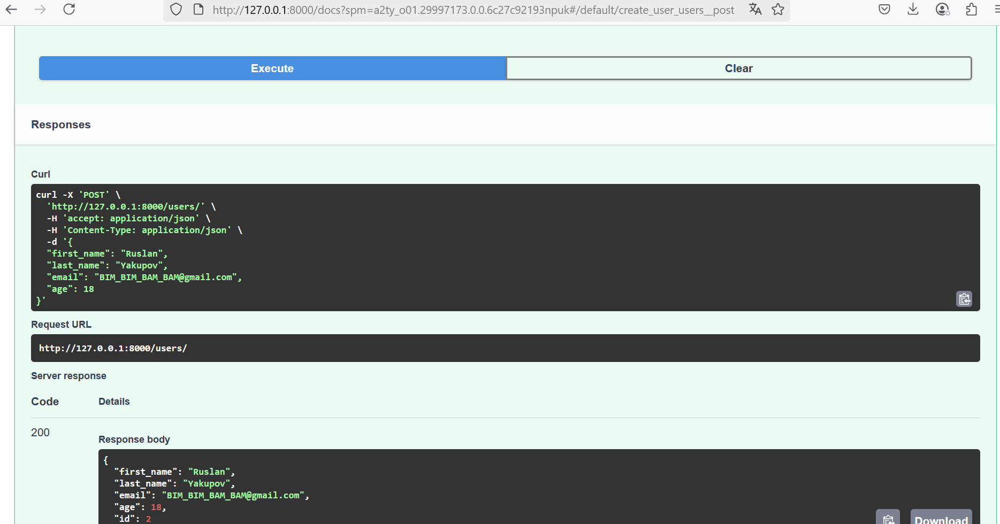 http://127.0.0.1:8000/docs?spm=a2ty_o01.29997173.0.0.6c27c92193npuk#/default/create_user_users__post
Execute
Clear
Responses
Curl
curl -X 'POST' \
  'http://127.0.0.1:8000/users/' \
  -H 'accept: application/json' \
  -H 'Content-Type: application/json' \
  -d '{
  "first_name": "Ruslan",
  "last_name": "Yakupov",
  "email": "BIM_BIM_BAM_BAM@gmail.com",
  "age": 18
}'
Request URL
http://127.0.0.1:8000/users/
Server response
Code Details
200
Response body
{
  "first_name": "Ruslan",
  "last_name": "Yakupov",
  "email": "BIM_BIM_BAM_BAM@gmail.com",
  "age": 18,
  "id": 2
Download